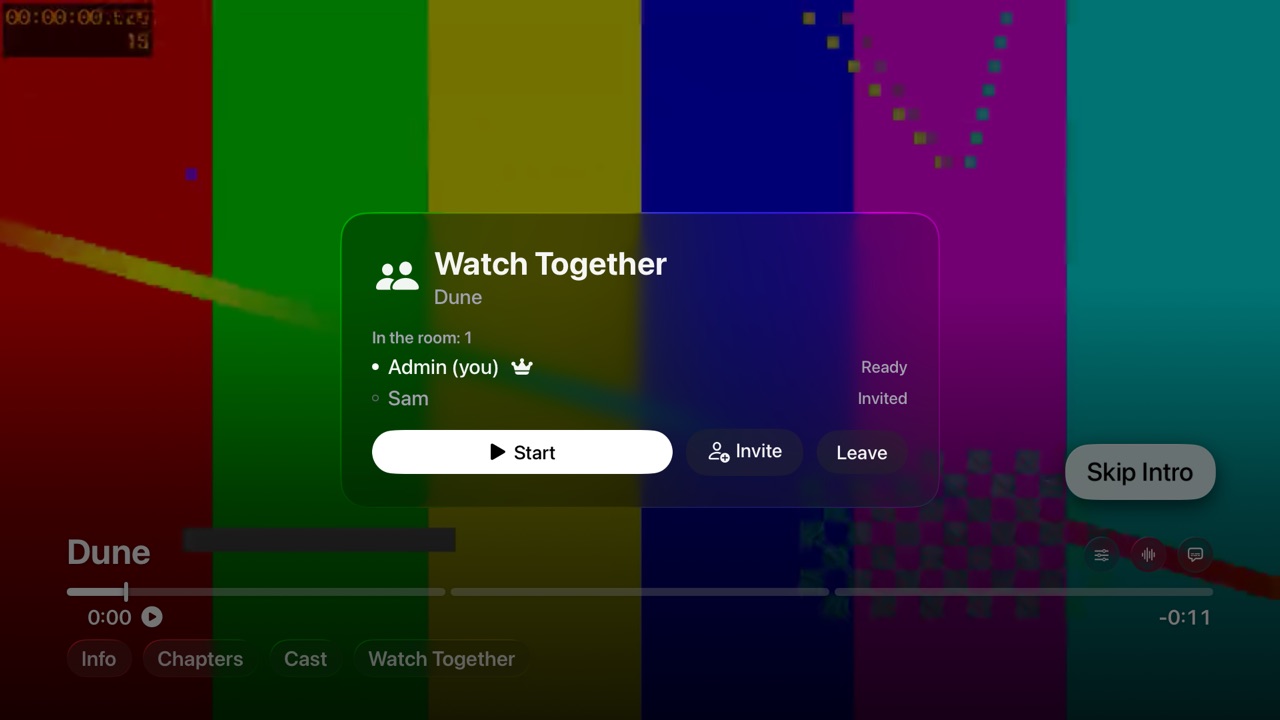 15
Watch Together
Dune
In the room: 1
Admin (you) Ready
Sam Invited
Start Invite Leave
Skip Intro
Dune
0:00 -0:11
Info Chapters Cast Watch Together